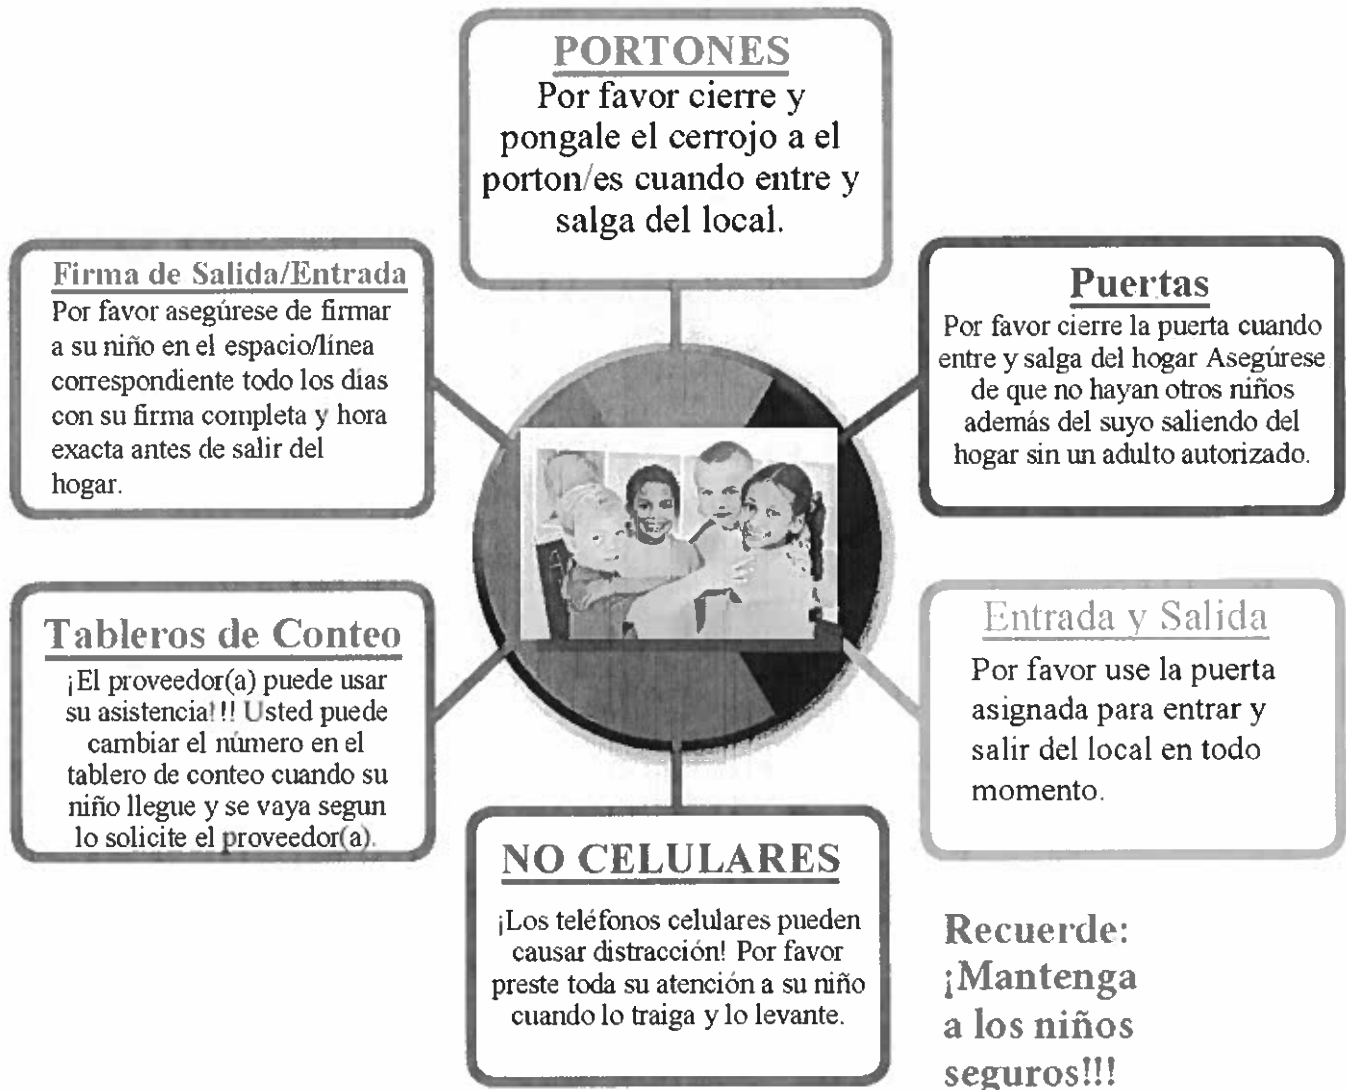 PORTONES
Por favor cierre y
pongale el cerrojo a el
porton/es cuando entre y
salga del local.
Firma de Salida/Entrada
Por favor asegúrese de firmar
a su niño en el espacio/línea
correspondiente todo los días
con su firma completa y hora
exacta antes de salir del
hogar.
Puertas
Por favor cierre la puerta cuando
entre y salga del hogar Asegúrese
de que no hayan otros niños
además del suyo saliendo del
hogar sin un adulto autorizado.
Tableros de Conteo
¡El proveedor(a) puede usar
su asistencia!!! Usted puede
cambiar el número en el
tablero de conteo cuando su
niño llegue y se vaya segun
lo solicite el proveedor(a).
Entrada y Salida
Por favor use la puerta
asignada para entrar y
salir del local en todo
momento.
NO CELULARES
¡Los teléfonos celulares pueden
causar distracción! Por favor
preste toda su atención a su niño
cuando lo traiga y lo levante.
Recuerde:
¡Mantenga
a los niños
seguros!!!